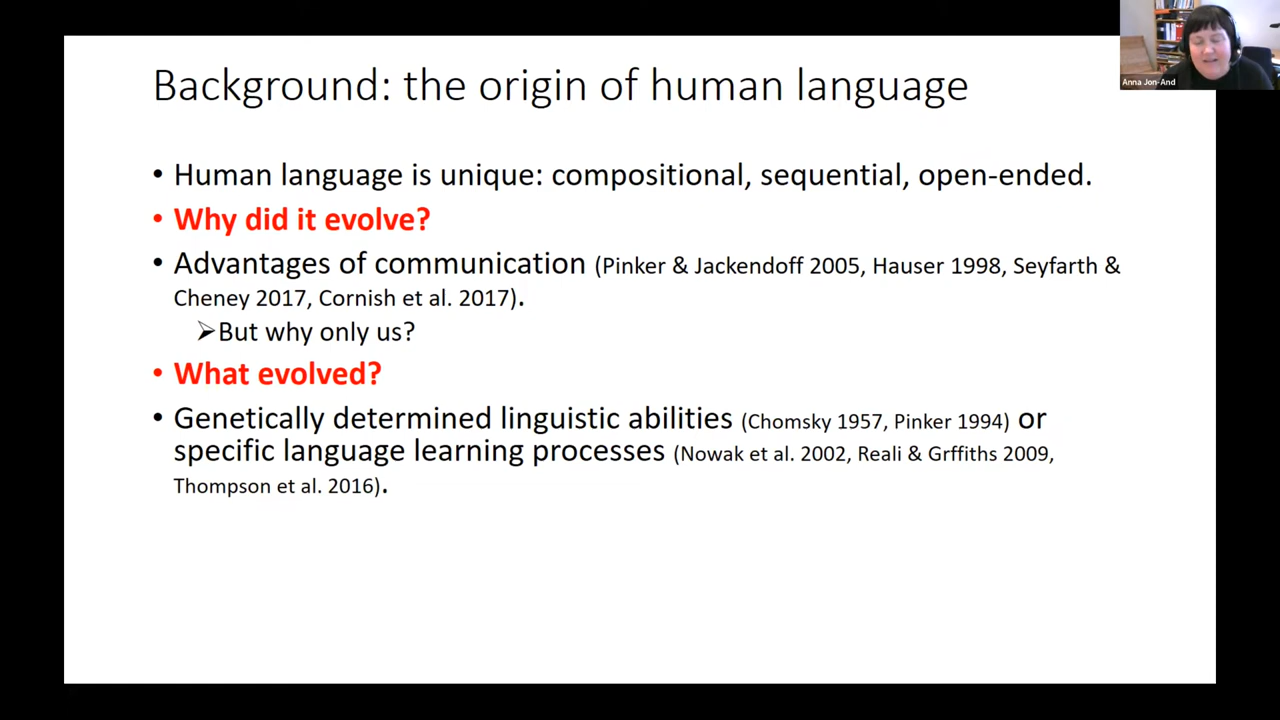 Background: the origin of human language
Anna Jon-And
• Human language is unique: compositional, sequential, open-ended.
• Why did it evolve?
• Advantages of communication (Pinker & Jackendoff 2005, Hauser 1998, Seyfarth &
Cheney 2017, Cornish et al. 2017).
➢But why only us?
• What evolved?
• Genetically determined linguistic abilities (Chomsky 1957, Pinker 1994) or
specific language learning processes (Nowak et al. 2002, Reali & Grffiths 2009,
Thompson et al. 2016).